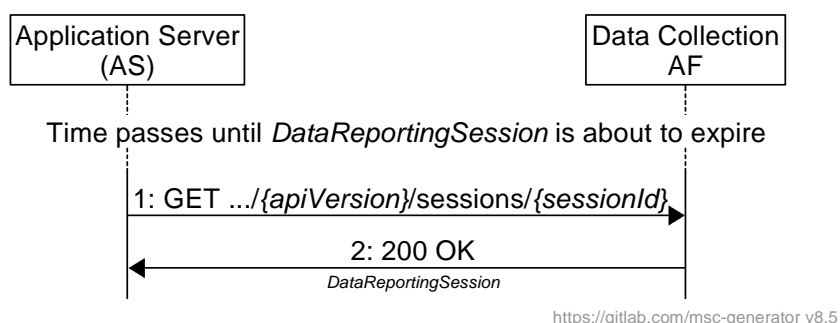 Application Server
(AS)
Data Collection
AF
Time passes until DataReportingSession is about to expire
1: GET .../{apiVersion}/sessions/{sessionId}
2: 200 OK
DataReportingSession
https://gitlab.com/msc-generator v8.5